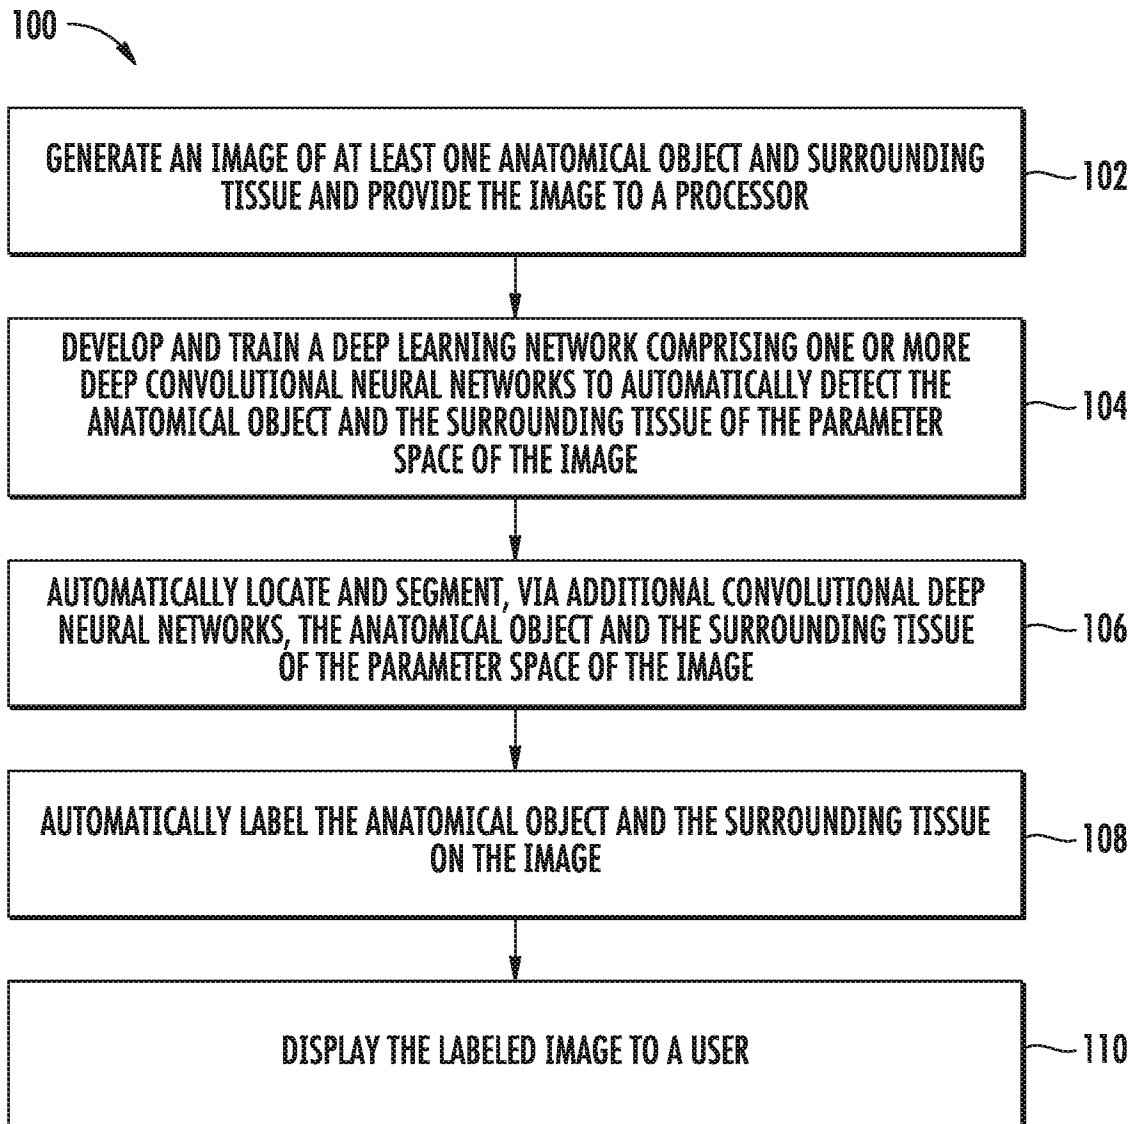 100
GENERATE AN IMAGE OF AT LEAST ONE ANATOMICAL OBJECT AND SURROUNDING
TISSUE AND PROVIDE THE IMAGE TO A PROCESSOR
102
DEVELOP AND TRAIN A DEEP LEARNING NETWORK COMPRISING ONE OR MORE
DEEP CONVOLUTIONAL NEURAL NETWORKS TO AUTOMATICALLY DETECT THE
ANATOMICAL OBJECT AND THE SURROUNDING TISSUE OF THE PARAMETER
SPACE OF THE IMAGE
104
AUTOMATICALLY LOCATE AND SEGMENT, VIA ADDITIONAL CONVOLUTIONAL DEEP
NEURAL NETWORKS, THE ANATOMICAL OBJECT AND THE SURROUNDING TISSUE
OF THE PARAMETER SPACE OF THE IMAGE
106
AUTOMATICALLY LABEL THE ANATOMICAL OBJECT AND THE SURROUNDING TISSUE
ON THE IMAGE
108
DISPLAY THE LABELED IMAGE TO A USER
110